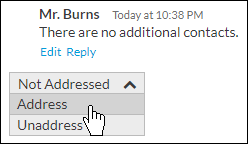 Mr. Burns Today at 10:38 PM
There are no additional contacts.
Edit Reply
Not Addressed
Address
Unaddress